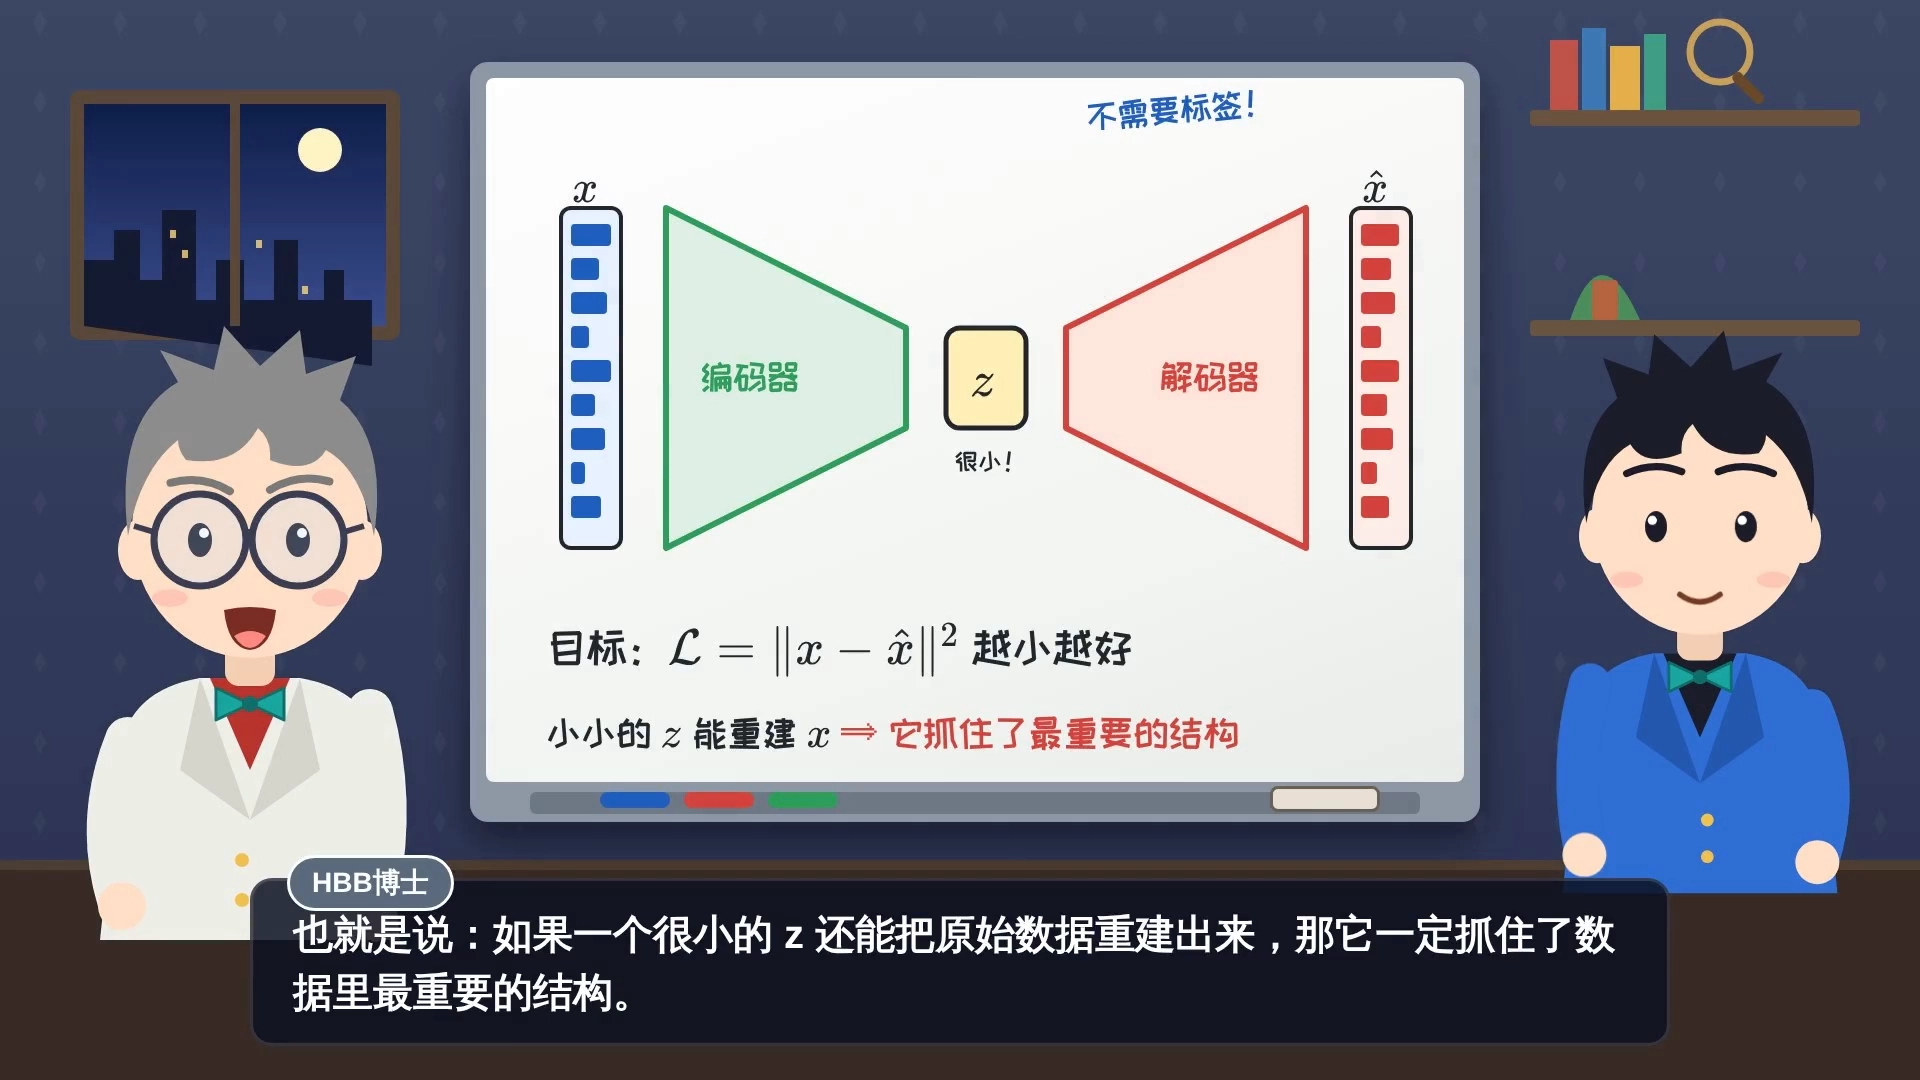 不需要标签！
x
x̂
编码器
z
解码器
很小！
目标：ℒ = ‖x − x̂‖² 越小越好
小小的 z 能重建 x ⟹ 它抓住了最重要的结构
HBB博士
也就是说：如果一个很小的 z 还能把原始数据重建出来，那它一定抓住了数
据里最重要的结构。